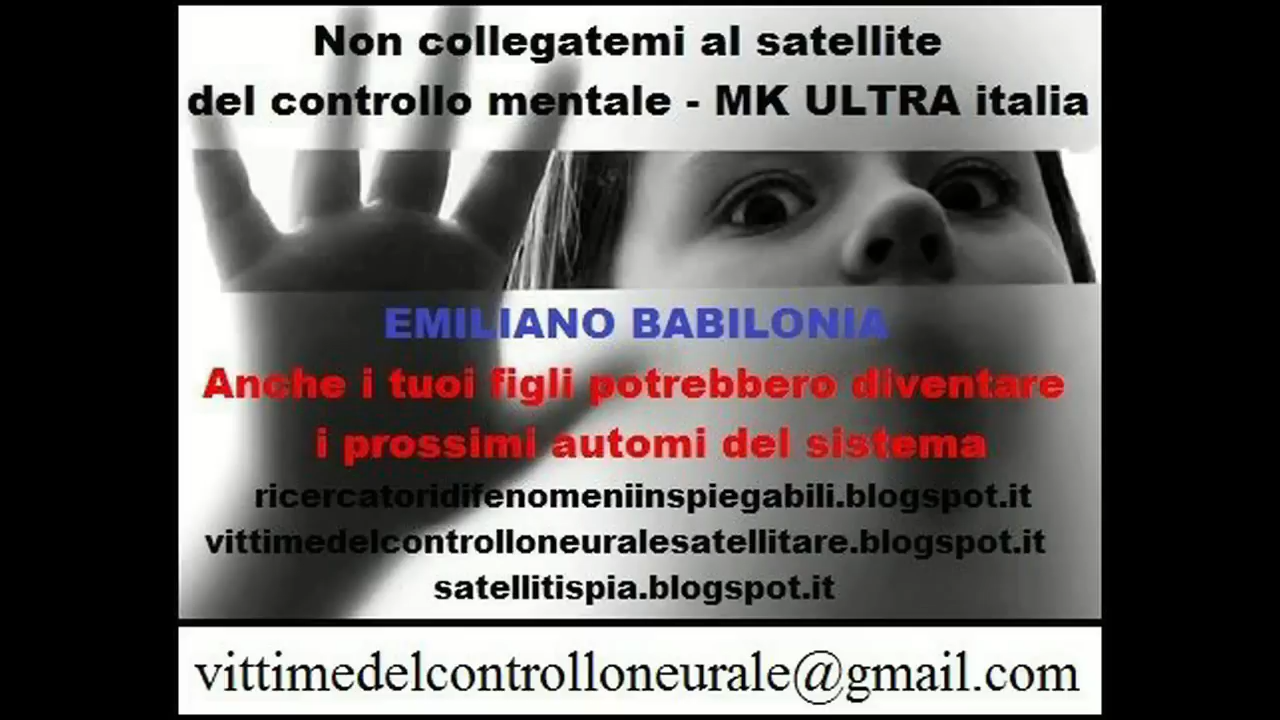 Non collegatemi al satellite
del controllo mentale - MK ULTRA italia
EMILIANO BABILONIA
Anche i tuoi figli potrebbero diventare
i prossimi automi del sistema
ricercatoridifenomeniinspiegabili.blogspot.it
vittimedelcontrolloneuralesatellitare.blogspot.it
satellitispia.blogspot.it
vittimedelcontrolloneurale@gmail.com